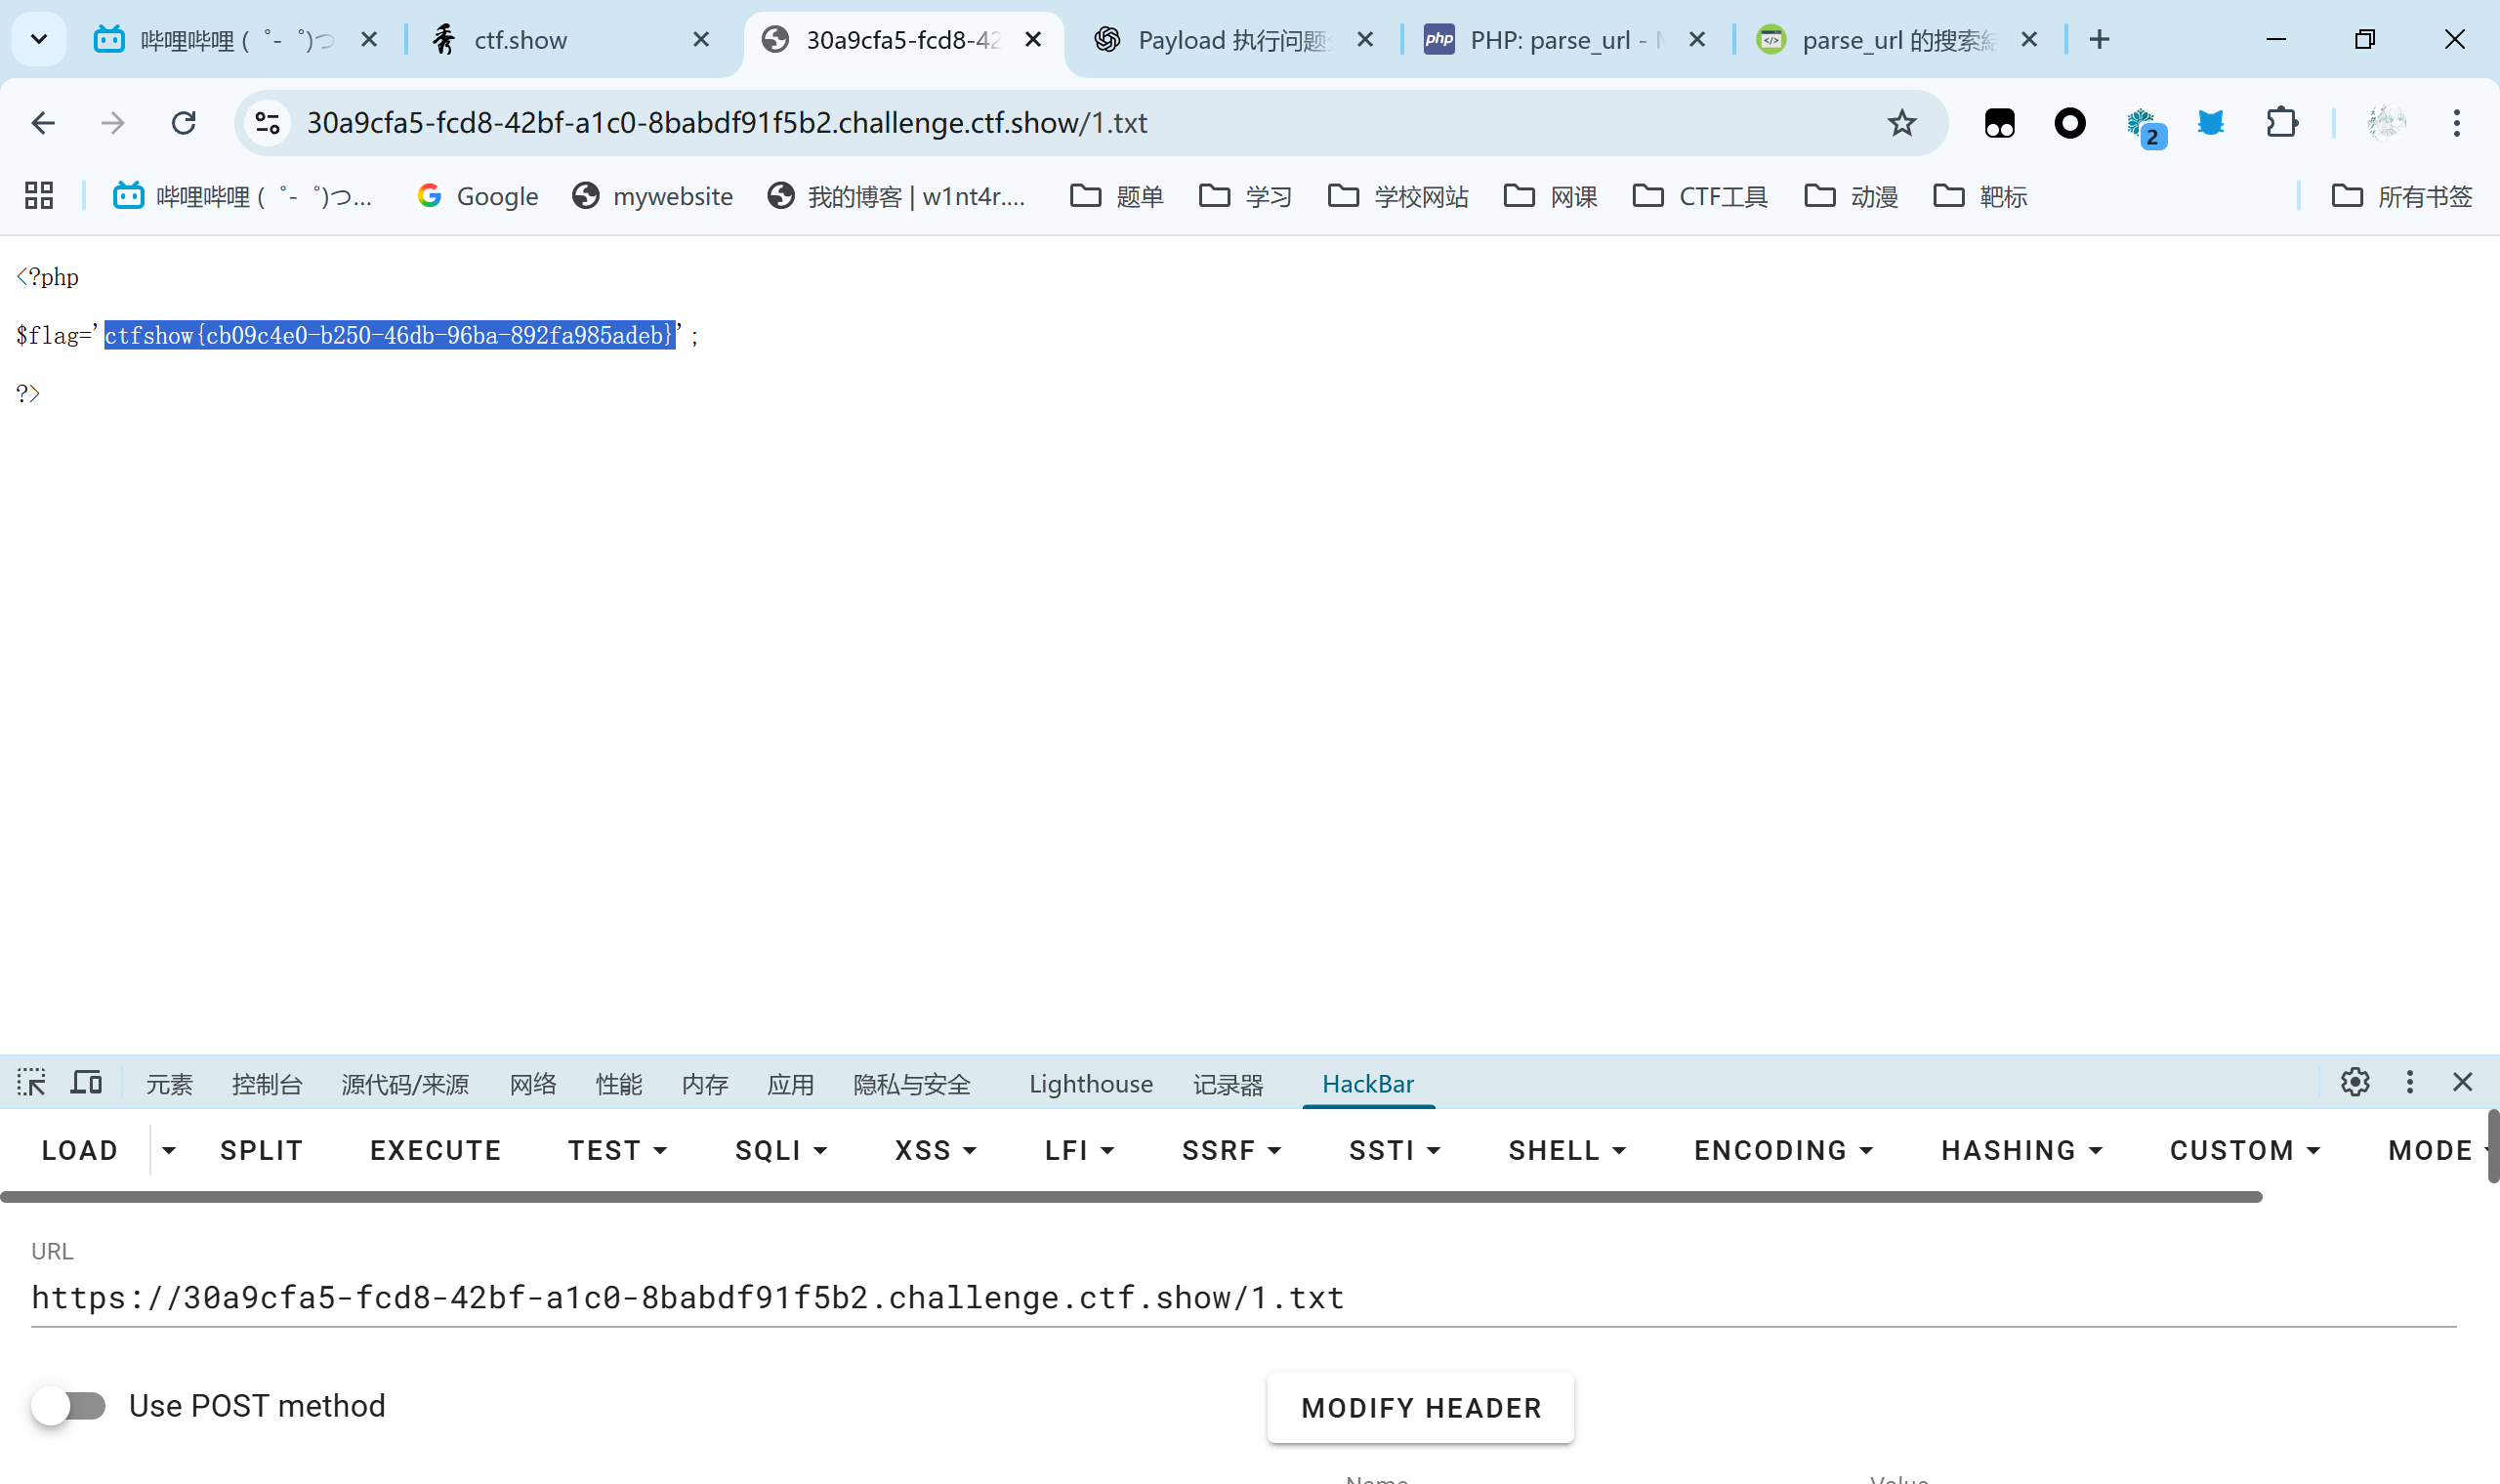 哔哩哔哩 (゜-゜)つ
ctf.show
30a9cfa5-fcd8-42
Payload 执行问题
PHP: parse_url -
parse_url 的搜索結
30a9cfa5-fcd8-42bf-a1c0-8babdf91f5b2.challenge.ctf.show/1.txt
2
哔哩哔哩 (゜-゜)つ...
Google
mywebsite
我的博客 | w1nt4r....
题单
学习
学校网站
网课
CTF工具
动漫
靶标
所有书签
<?php
$flag='ctfshow{cb09c4e0-b250-46db-96ba-892fa985adeb}';
?>
元素
控制台
源代码/来源
网络
性能
内存
应用
隐私与安全
Lighthouse
记录器
HackBar
LOAD
SPLIT
EXECUTE
TEST
SQLI
XSS
LFI
SSRF
SSTI
SHELL
ENCODING
HASHING
CUSTOM
MODE
URL
https://30a9cfa5-fcd8-42bf-a1c0-8babdf91f5b2.challenge.ctf.show/1.txt
Use POST method
MODIFY HEADER
Name
Value